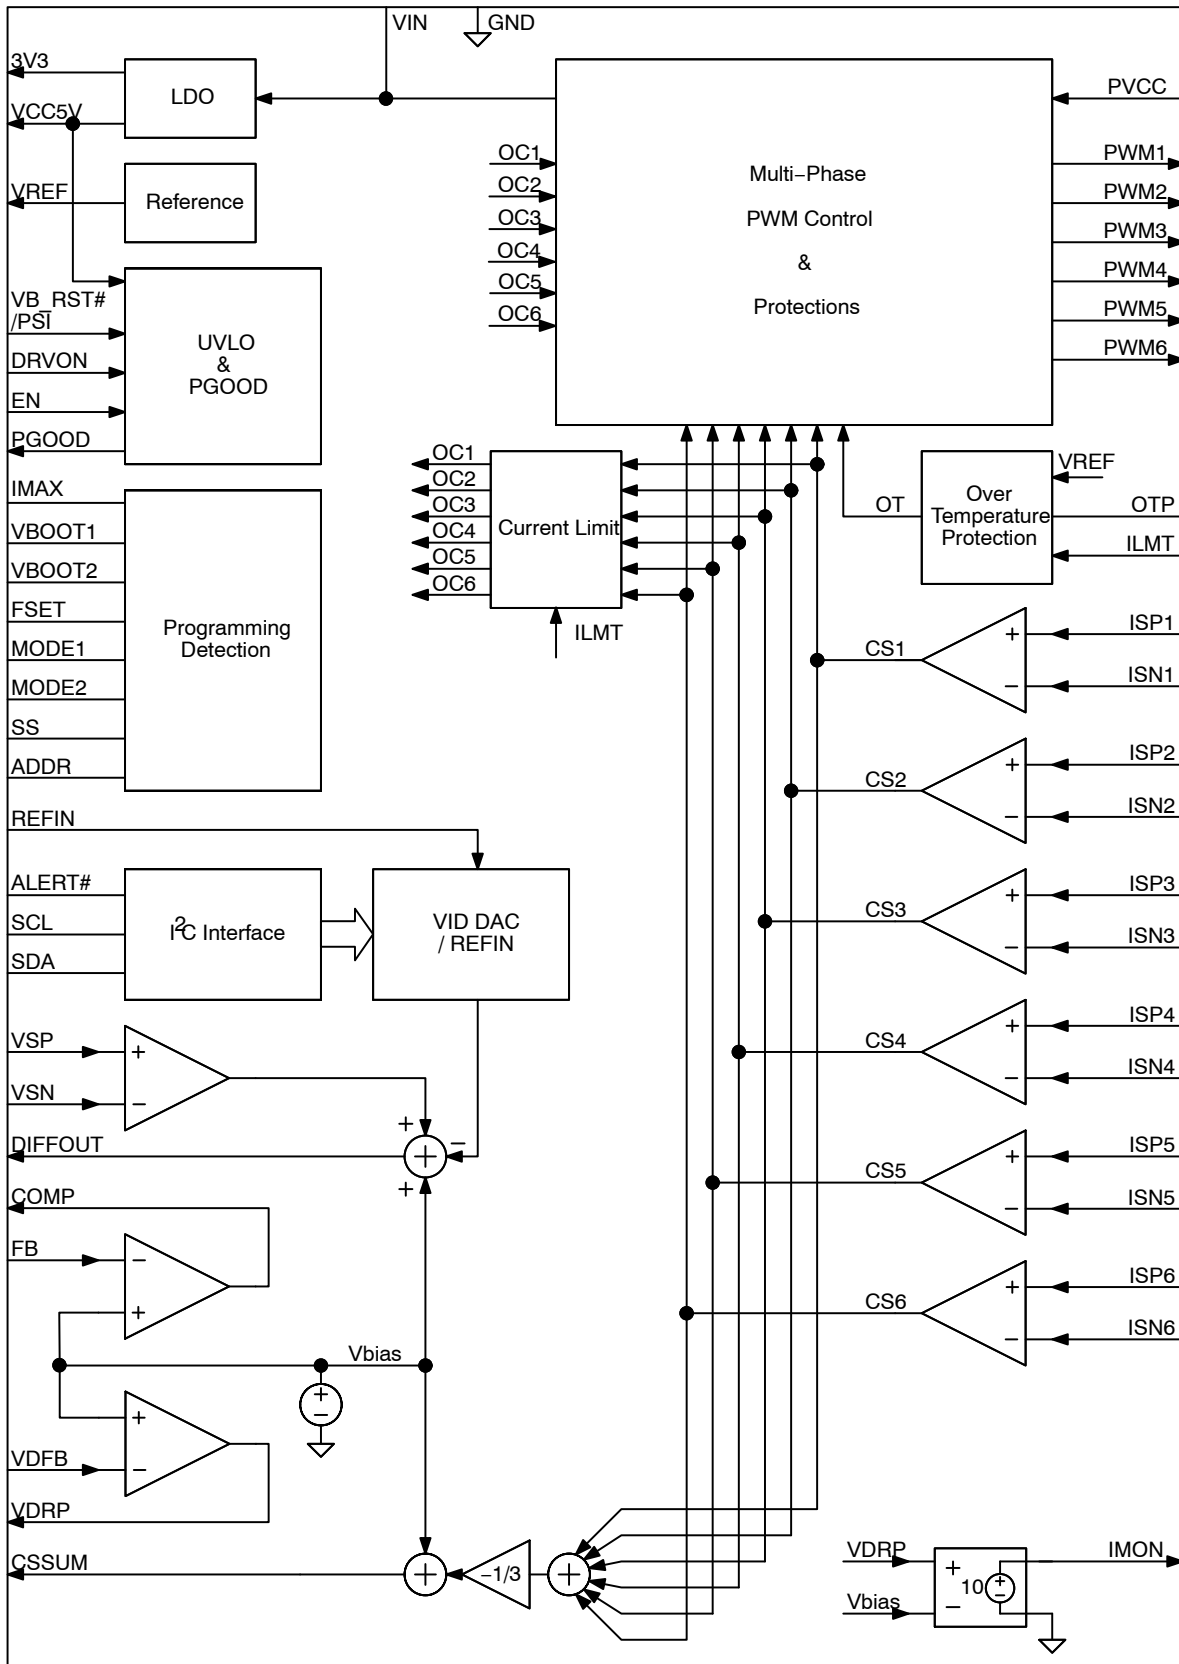 VIN
GND
3V3
LDO
VCC5V
PVCC
VREF
Reference
OC1
OC2
OC3
OC4
OC5
OC6
Multi−Phase
PWM Control
&
Protections
PWM1
PWM2
PWM3
PWM4
PWM5
PWM6
VB_RST#
/PSI
DRVON
EN
PGOOD
UVLO
&
PGOOD
IMAX
VBOOT1
VBOOT2
FSET
MODE1
MODE2
SS
ADDR
Programming
Detection
OC1
OC2
OC3
OC4
OC5
OC6
Current Limit
ILMT
OT
Over
Temperature
Protection
VREF
OTP
ILMT
CS1
+
−
ISP1
ISN1
CS2
+
−
ISP2
ISN2
CS3
+
−
ISP3
ISN3
CS4
+
−
ISP4
ISN4
CS5
+
−
ISP5
ISN5
CS6
+
−
ISP6
ISN6
REFIN
ALERT#
SCL
SDA
I²C Interface
VID DAC
/ REFIN
VSP
VSN
+
−
DIFFOUT
+
−
+
+
COMP
FB
−
+
Vbias
+
−
+
−
VDFB
VDRP
CSSUM
+
−1/3
+
VDRP
Vbias
+
−
10
+
−
IMON